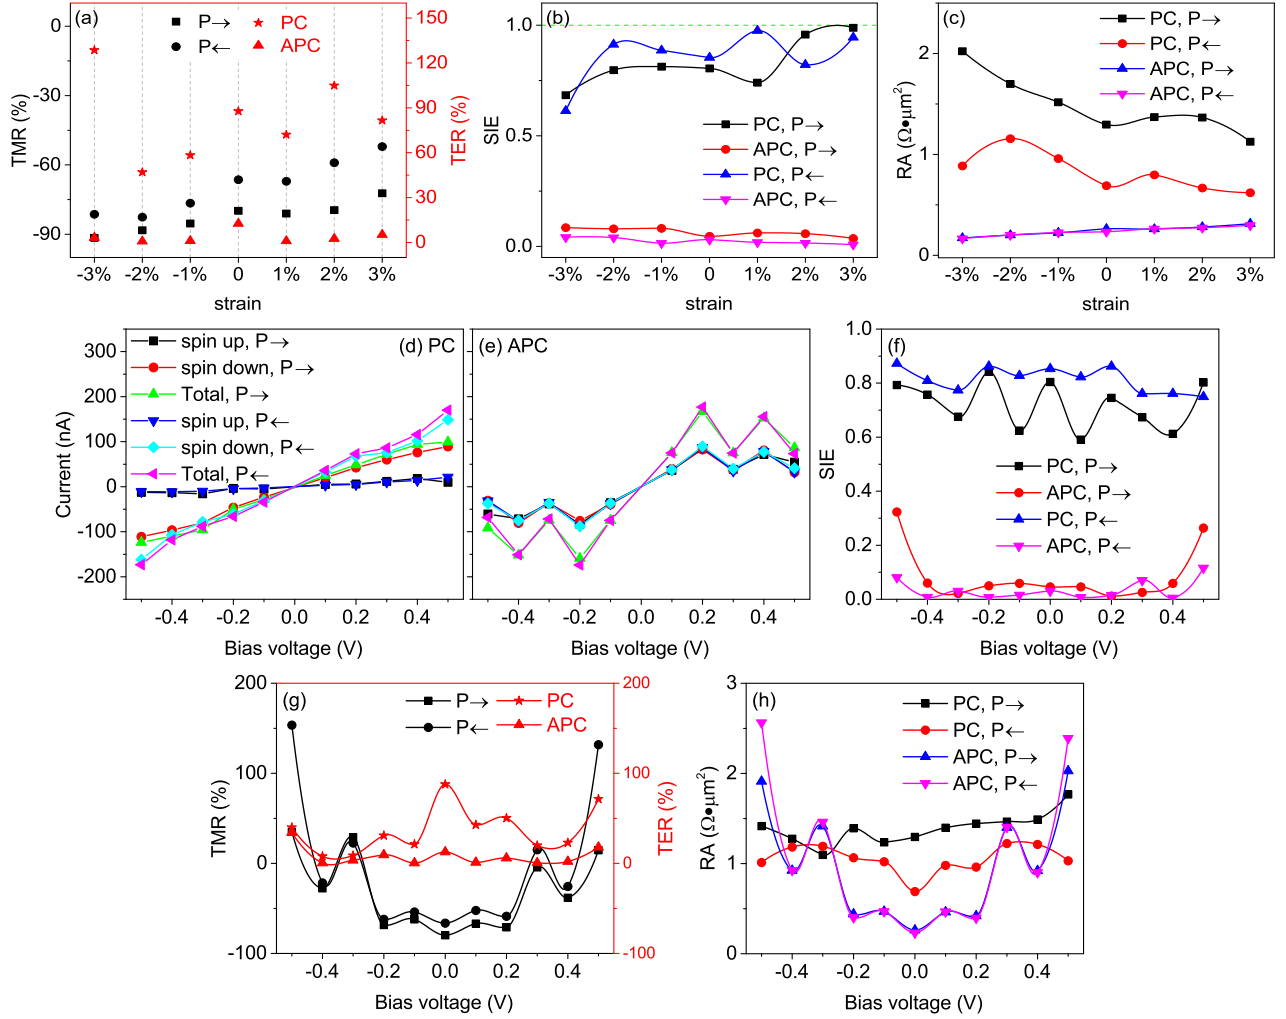 (a)
P→
P←
PC
APC
0
-30
-60
-90
TMR (%)
150
120
90
60
30
0
TER (%)
-3% -2% -1% 0 1% 2% 3%
strain
(b)
1.0
0.5
0.0
SIE
PC, P→
APC, P→
PC, P←
APC, P←
-3% -2% -1% 0 1% 2% 3%
strain
(c)
2
1
0
RA (Ω•μm²)
PC, P→
PC, P←
APC, P→
APC, P←
-3% -2% -1% 0 1% 2% 3%
strain
(d) PC
300
200
100
0
-100
-200
Current (nA)
spin up, P→
spin down, P→
Total, P→
spin up, P←
spin down, P←
Total, P←
-0.4 -0.2 0.0 0.2 0.4
Bias voltage (V)
(e) APC
-0.4 -0.2 0.0 0.2 0.4
Bias voltage (V)
(f)
1.0
0.8
0.6
0.4
0.2
0.0
SIE
PC, P→
APC, P→
PC, P←
APC, P←
-0.4 -0.2 0.0 0.2 0.4
Bias voltage (V)
(g)
200
100
0
-100
TMR (%)
P→
P←
PC
APC
200
100
0
-100
TER (%)
-0.4 -0.2 0.0 0.2 0.4
Bias voltage (V)
(h)
3
2
1
0
RA (Ω•μm²)
PC, P→
PC, P←
APC, P→
APC, P←
-0.4 -0.2 0.0 0.2 0.4
Bias voltage (V)